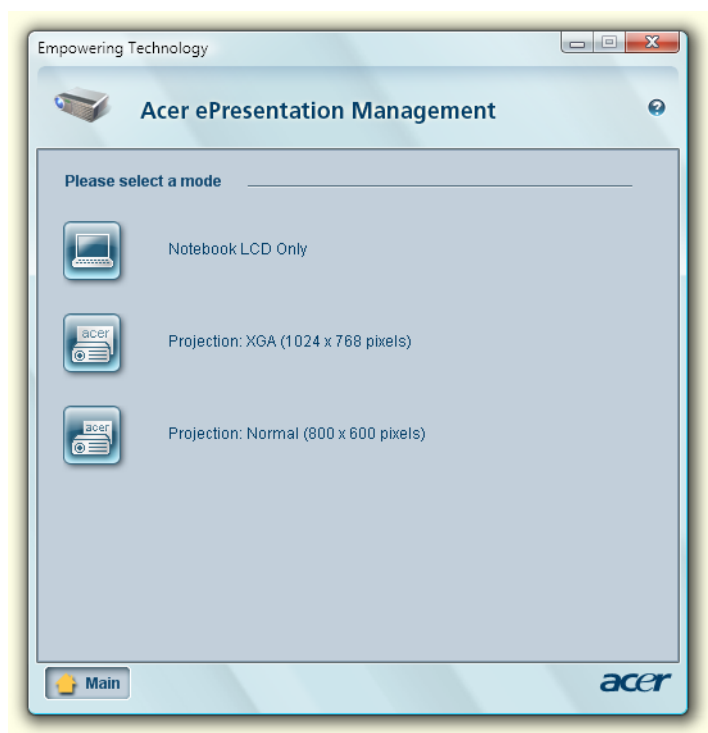 Empowering Technology
Acer ePresentation Management
Please select a mode
Notebook LCD Only
acer
Projection: XGA (1024 x 768 pixels)
acer
Projection: Normal (800 x 600 pixels)
Main
acer